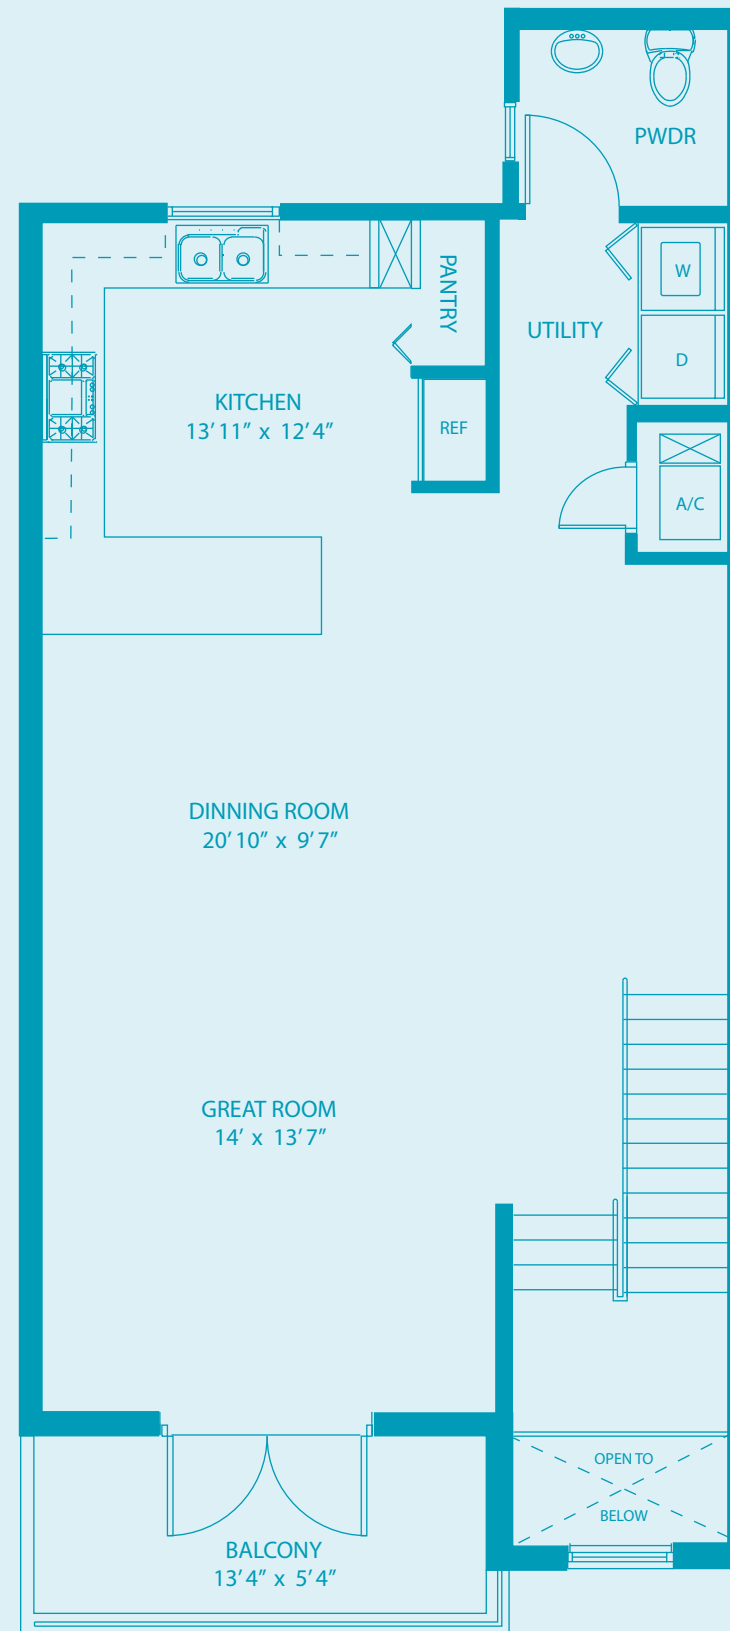 PWDR
W
PANTRY
UTILITY
D
KITCHEN
13' 11" x 12' 4"
REF
A/C
DINNING ROOM
20' 10" x 9' 7"
GREAT ROOM
14' x 13' 7"
OPEN TO
BELOW
BALCONY
13' 4" x 5' 4"